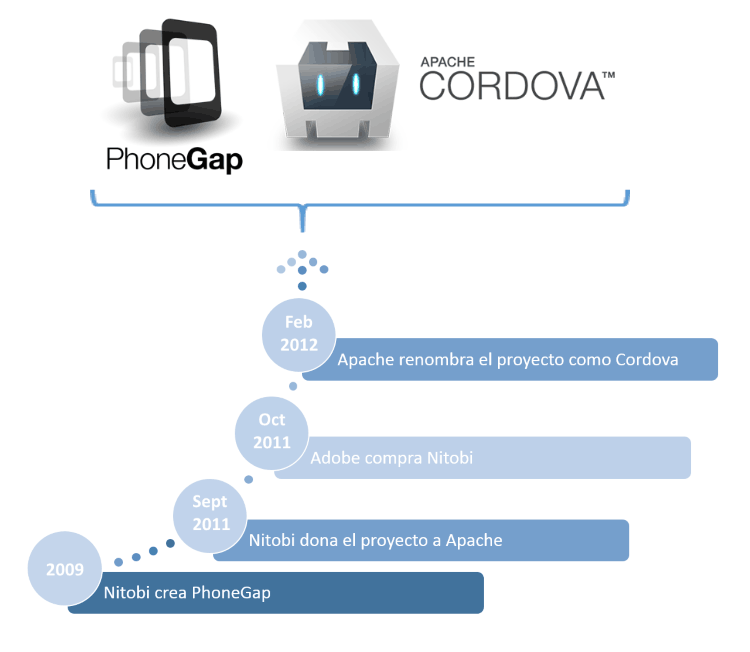 PhoneGap
APACHE
CORDOVA™
Feb
2012
Apache renombra el proyecto como Cordova
Oct
2011
Adobe compra Nitobi
Sept
2011
Nitobi dona el proyecto a Apache
2009
Nitobi crea PhoneGap